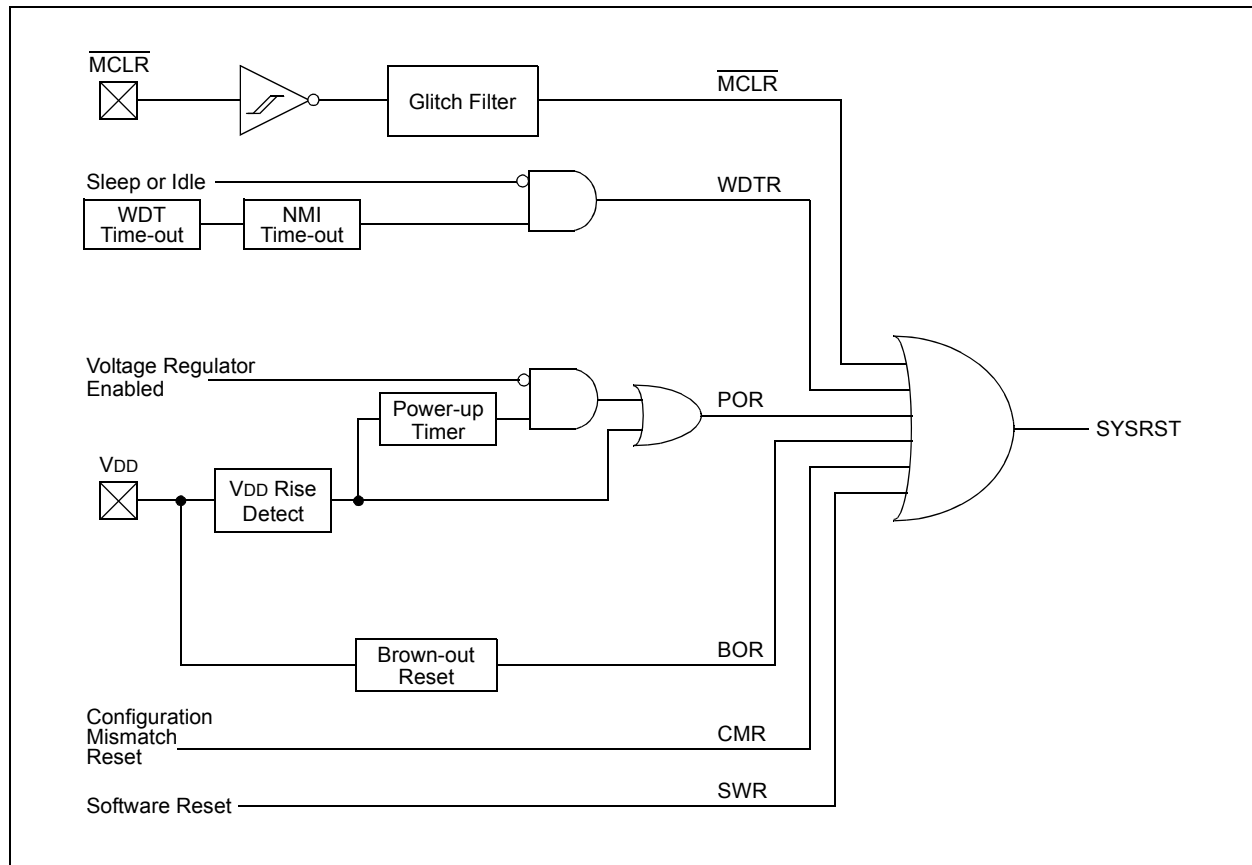 MCLR
Glitch Filter
MCLR
Sleep or Idle
WDTR
WDT
Time-out
NMI
Time-out
Voltage Regulator
Enabled
Power-up
Timer
POR
SYSRST
VDD
VDD Rise
Detect
Brown-out
Reset
BOR
Configuration
Mismatch
Reset
CMR
Software Reset
SWR